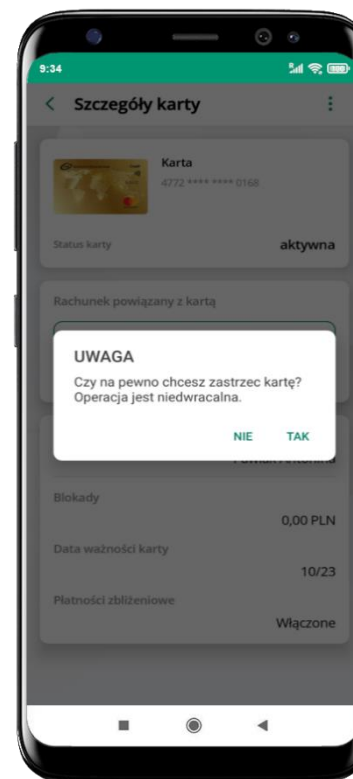 9:34
Szczegóły karty
Karta
4772 **** **** 0168
Status karty
aktywna
Rachunek powiązany z kartą
UWAGA
Czy na pewno chcesz zastrzec kartę?
Operacja jest niedwracalna.
NIE
TAK
Blokady
0,00 PLN
Data ważności karty
10/23
Płatności zbliżeniowe
Włączone